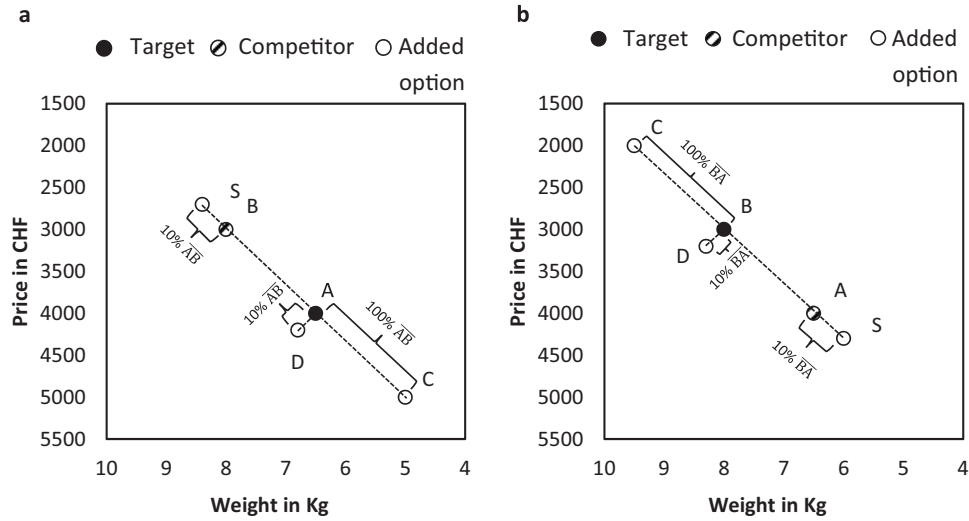 a
Target Competitor Added
option
1500
2000
2500
3000
3500
4000
4500
5000
5500
Price in CHF
S
B
10% AB
A
10% AB
100% AB
D
C
10 9 8 7 6 5 4
Weight in Kg
b
Target Competitor Added
option
1500
2000
2500
3000
3500
4000
4500
5000
5500
Price in CHF
C
100% BA
B
D
10% BA
A
S
10% BA
10 9 8 7 6 5 4
Weight in Kg